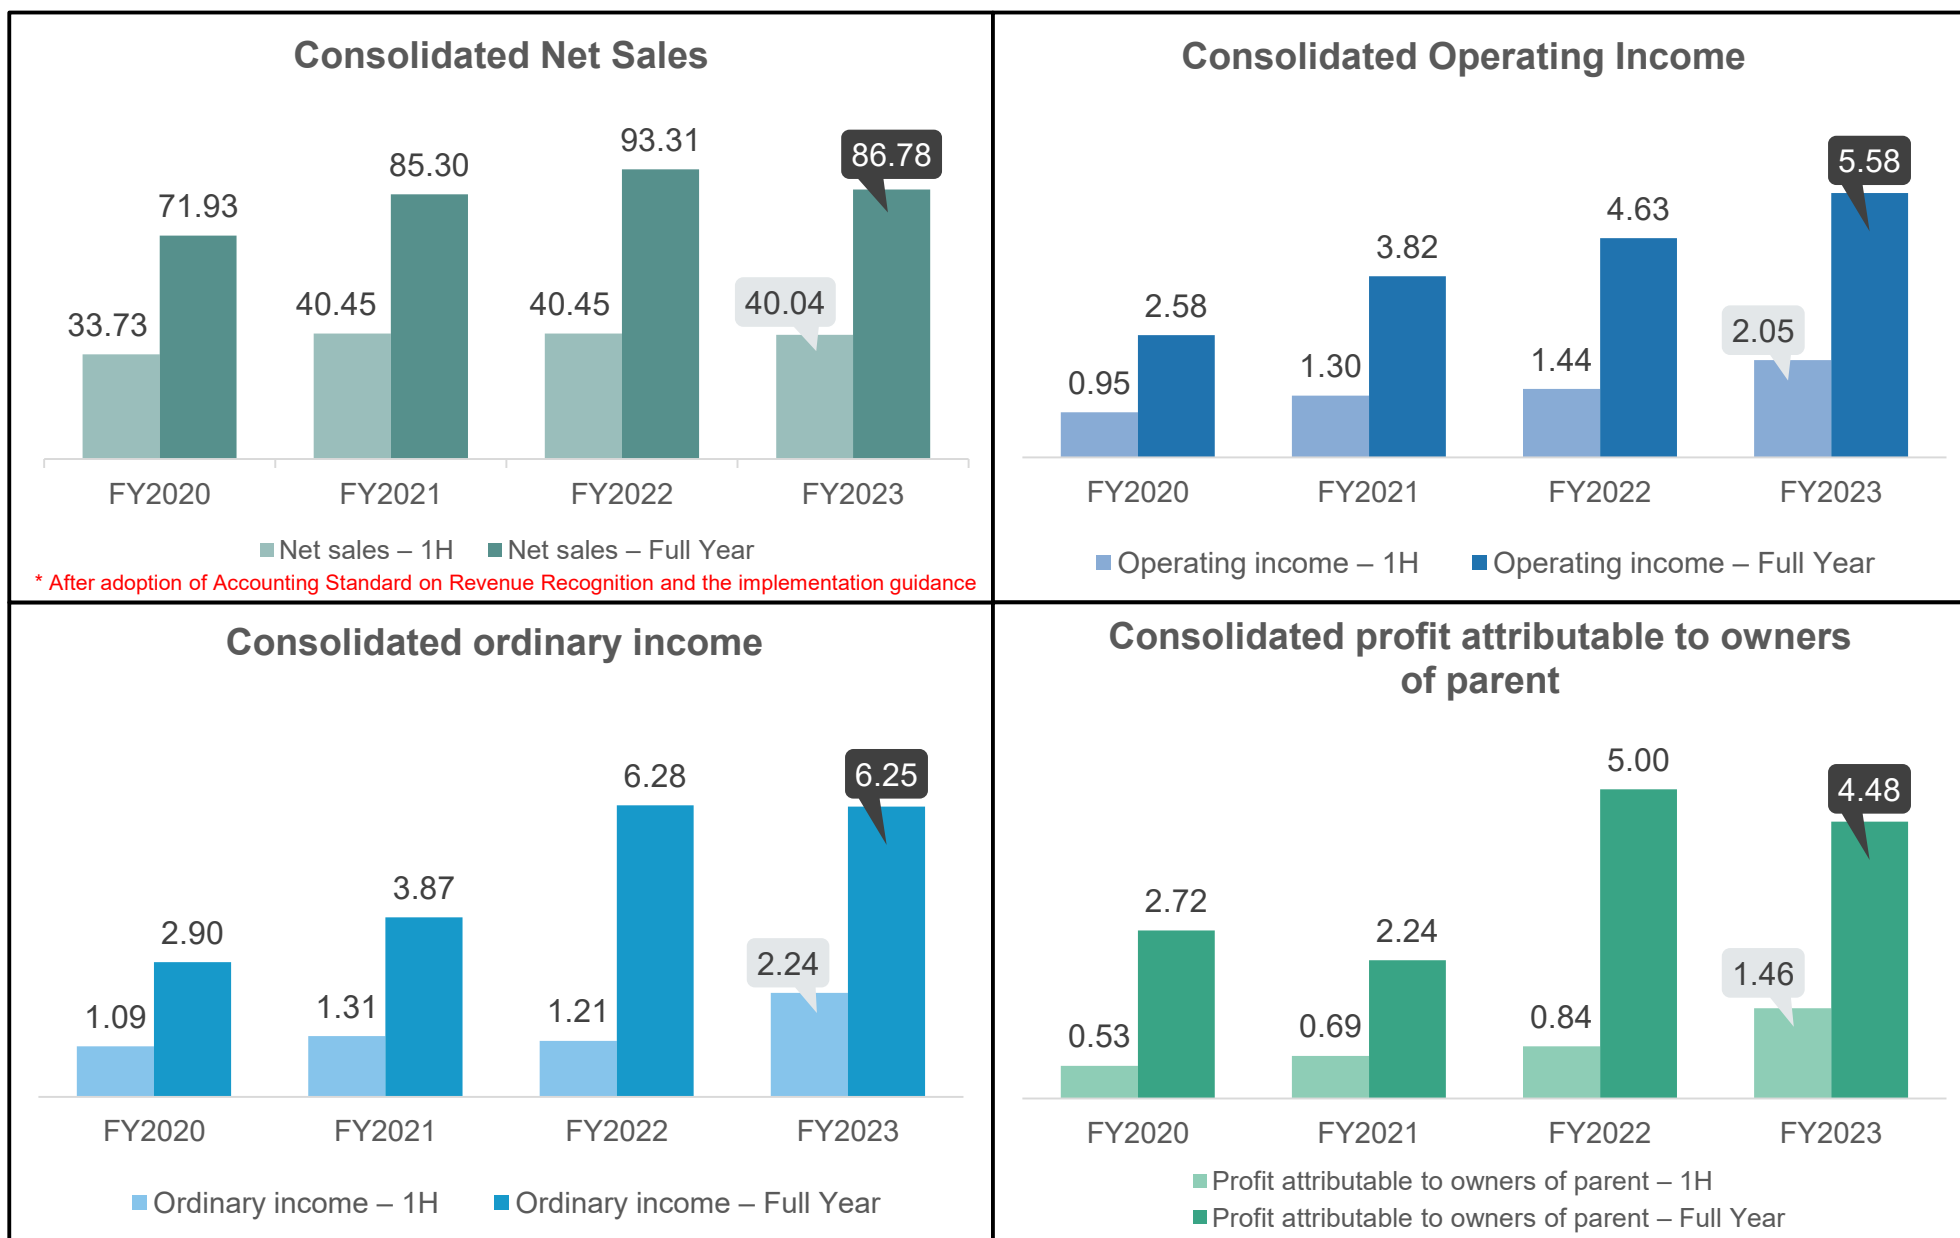 Consolidated Net Sales
33.73
71.93
40.45
85.30
40.45
93.31
40.04
86.78
FY2020
FY2021
FY2022
FY2023
Net sales – 1H
Net sales – Full Year
* After adoption of Accounting Standard on Revenue Recognition and the implementation guidance
Consolidated Operating Income
0.95
2.58
1.30
3.82
1.44
4.63
2.05
5.58
FY2020
FY2021
FY2022
FY2023
Operating income – 1H
Operating income – Full Year
Consolidated ordinary income
1.09
2.90
1.31
3.87
1.21
6.28
2.24
6.25
FY2020
FY2021
FY2022
FY2023
Ordinary income – 1H
Ordinary income – Full Year
Consolidated profit attributable to owners
of parent
0.53
2.72
0.69
2.24
0.84
5.00
1.46
4.48
FY2020
FY2021
FY2022
FY2023
Profit attributable to owners of parent – 1H
Profit attributable to owners of parent – Full Year